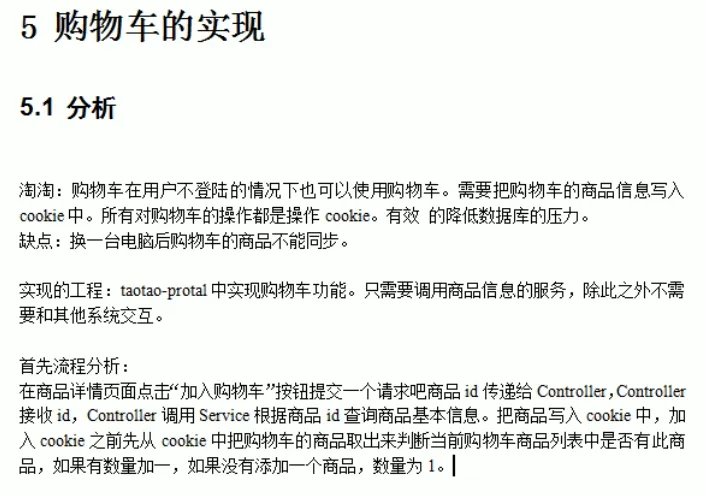 5 购物车的实现
5.1 分析
淘淘：购物车在用户不登陆的情况下也可以使用购物车。需要把购物车的商品信息写入
cookie 中。所有对购物车的操作都是操作 cookie。有效 的降低数据库的压力。
缺点：换一台电脑后购物车的商品不能同步。
实现的工程：taotao-protal 中实现购物车功能。只需要调用商品信息的服务，除此之外不需
要和其他系统交互。
首先流程分析：
在商品详情页面点击“加入购物车”按钮提交一个请求吧商品 id 传递给 Controller，Controller
接收 id，Controller 调用 Service 根据商品 id 查询商品基本信息。把商品写入 cookie 中，加
入 cookie 之前先从 cookie 中把购物车的商品取出来判断当前购物车商品列表中是否有此商
品，如果有数量加一，如果没有添加一个商品，数量为 1。